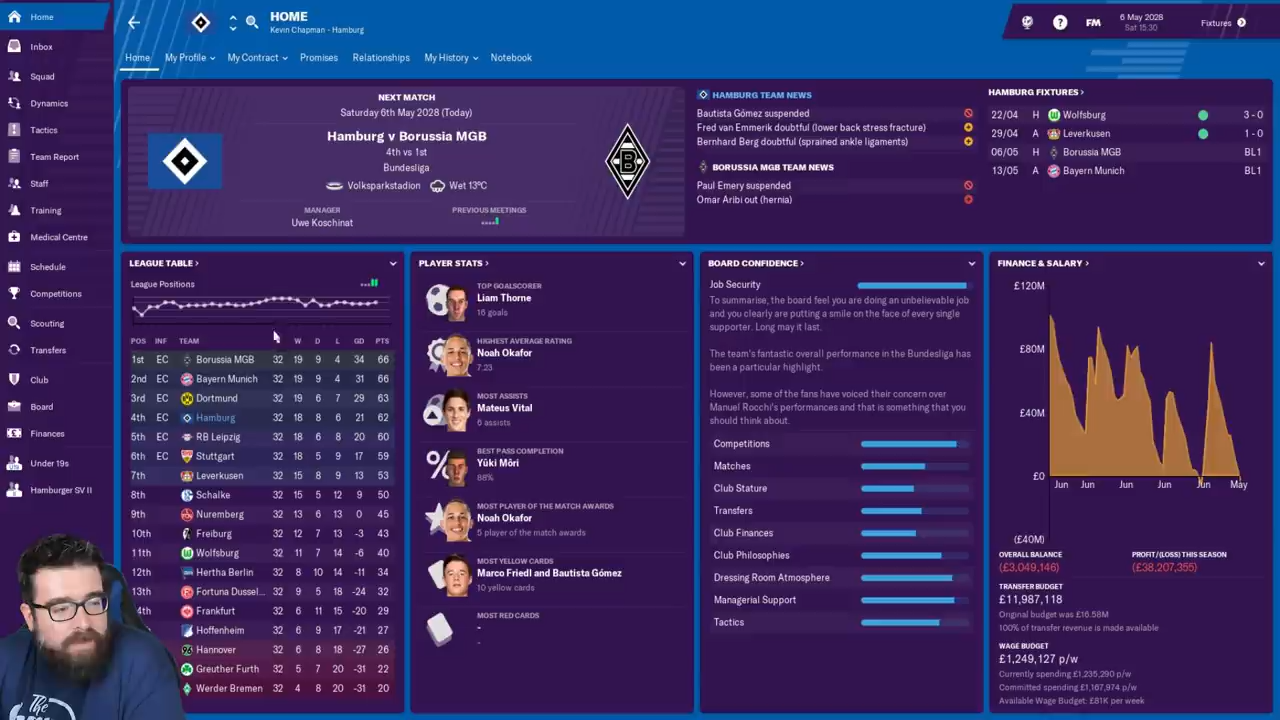 Home
Inbox
Squad
Dynamics
Tactics
Team Report
Staff
Training
Medical Centre
Schedule
Competitions
Scouting
Transfers
Club
Board
Finances
Under 19s
Hamburger SV II
HOME
Kevin Chapman - Hamburg
FM
6 May 2028
Sat 15:30
Fixtures
Home My Profile My Contract Promises Relationships My History Notebook
NEXT MATCH
Saturday 6th May 2028 (Today)
Hamburg v Borussia MGB
4th vs 1st
Bundesliga
Volksparkstadion Wet 13ºC
MANAGER
Uwe Koschinat
PREVIOUS MEETINGS
HAMBURG TEAM NEWS
Bautista Gómez suspended
Fred van Emmerik doubtful (lower back stress fracture)
Bernhard Berg doubtful (sprained ankle ligaments)
BORUSSIA MGB TEAM NEWS
Paul Emery suspended
Omar Aribi out (hernia)
HAMBURG FIXTURES >
22/04 H Wolfsburg 3 - 0
29/04 A Leverkusen 1 - 0
06/05 H Borussia MGB BL1
13/05 A Bayern Munich BL1
LEAGUE TABLE >
League Positions
POS INF TEAM W D L GD PTS
1st EC Borussia MGB 32 19 9 4 34 66
2nd EC Bayern Munich 32 19 9 4 31 66
3rd EC Dortmund 32 19 6 7 29 63
4th EC Hamburg 32 18 8 6 21 62
5th EC RB Leipzig 32 18 6 8 20 60
6th EC Stuttgart 32 18 5 9 17 59
7th Leverkusen 32 15 8 9 13 53
8th Schalke 32 15 5 12 9 50
9th Nuremberg 32 13 6 13 0 45
10th Freiburg 32 12 7 13 -3 43
11th Wolfsburg 32 11 7 14 -6 40
12th Hertha Berlin 32 8 10 14 -11 34
13th Fortuna Dussel... 32 9 5 18 -24 32
4th Frankfurt 32 6 11 15 -20 29
Hoffenheim 32 6 9 17 -21 27
Hannover 32 6 8 18 -27 26
Greuther Furth 32 5 7 20 -31 22
Werder Bremen 32 4 8 20 -31 20
PLAYER STATS >
TOP GOALSCORER
Liam Thorne
16 goals
HIGHEST AVERAGE RATING
Noah Okafor
7.23
MOST ASSISTS
Mateus Vital
6 assists
BEST PASS COMPLETION
Yūki Mōri
88%
MOST PLAYER OF THE MATCH AWARDS
Noah Okafor
5 player of the match awards
MOST YELLOW CARDS
Marco Friedl and Bautista Gómez
10 yellow cards
MOST RED CARDS
-
-
BOARD CONFIDENCE >
Job Security
To summarise, the board feel you are doing an unbelievable job
and you clearly are putting a smile on the face of every single
supporter. Long may it last.
The team's fantastic overall performance in the Bundesliga has
been a particular highlight.
However, some of the fans have voiced their concern over
Manuel Rocchi's performances and that is something that you
should think about.
Competitions
Matches
Club Stature
Transfers
Club Finances
Club Philosophies
Dressing Room Atmosphere
Managerial Support
Tactics
FINANCE & SALARY >
£120M
£80M
£40M
£0
(£40M)
Jun Jun Jun Jun Jun May
OVERALL BALANCE
(£3,049,146)
PROFIT/(LOSS) THIS SEASON
(£38,207,355)
TRANSFER BUDGET
£11,987,118
Original budget was £16.58M
100% of transfer revenue is made available
WAGE BUDGET
£1,249,127 p/w
Currently spending £1,235,290 p/w
Committed spending £1,167,974 p/w
Available Wage Budget: £81K per week
The